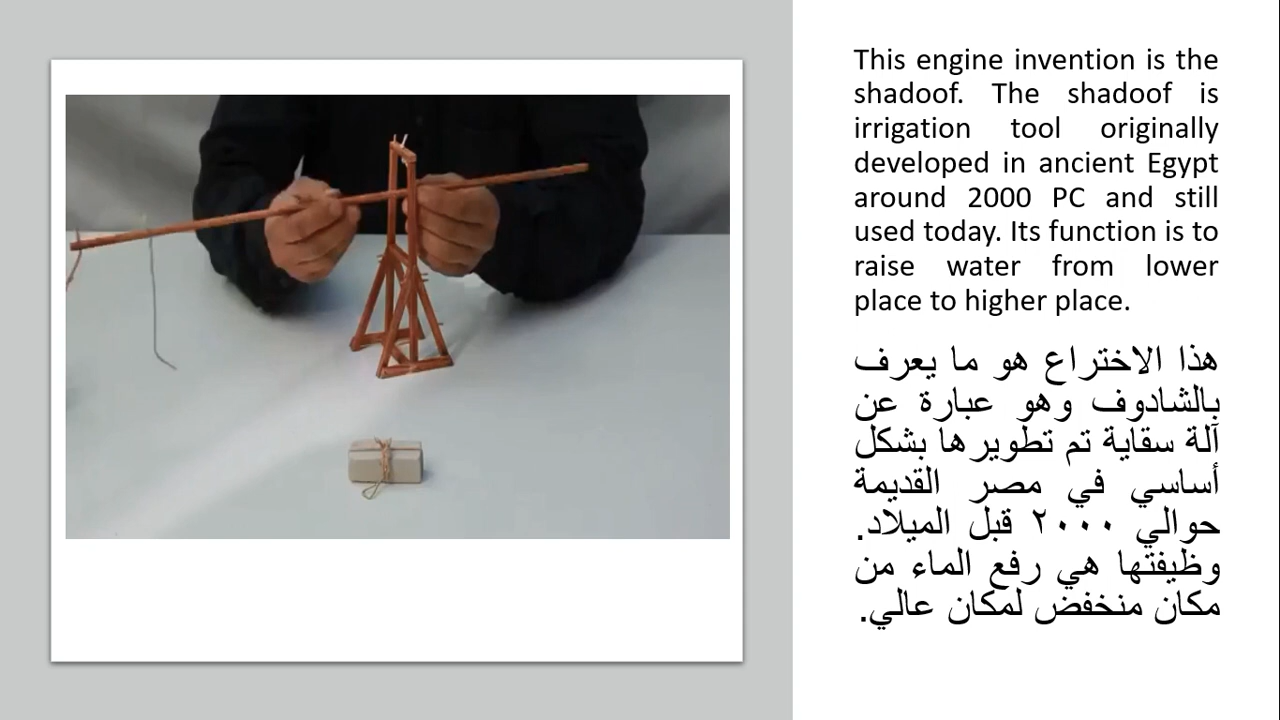 This engine invention is the
shadoof. The shadoof is
irrigation tool originally
developed in ancient Egypt
around 2000 PC and still
used today. Its function is to
raise water from lower
place to higher place.
هذا الاختراع هو ما يعرف
بالشادوف وهو عبارة عن
آلة سقاية تم تطويرها بشكل
أساسي في مصر القديمة
حوالي ٢٠٠٠ قبل الميلاد.
وظيفتها هي رفع الماء من
مكان منخفض لمكان عالي.